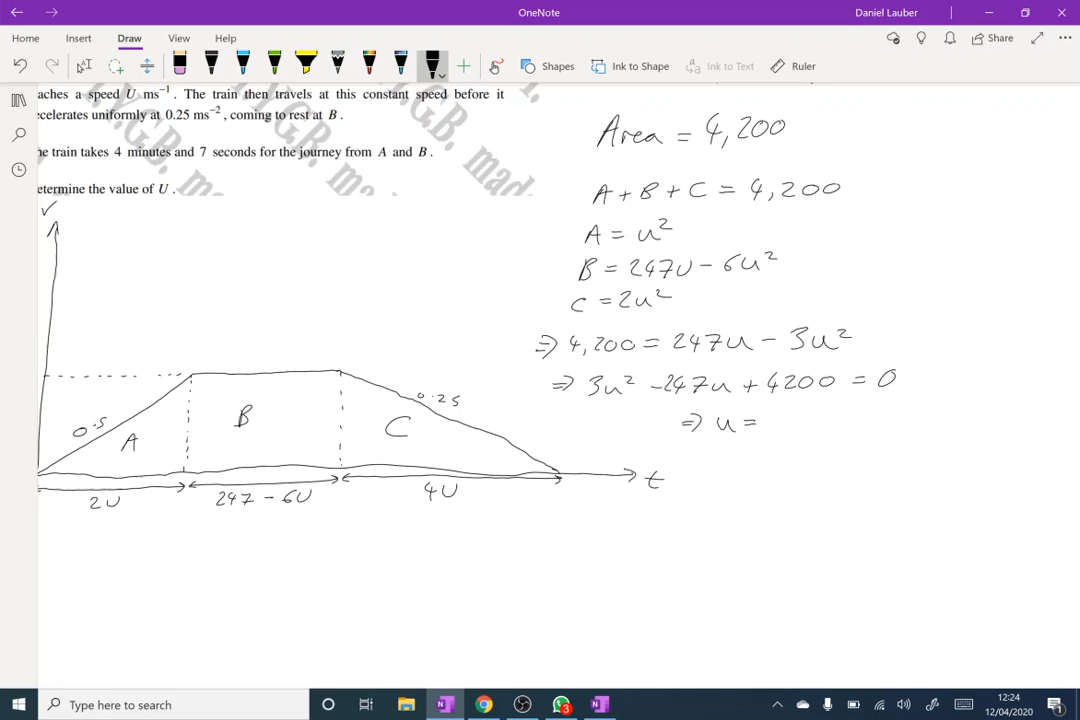 OneNote
Daniel Lauber
Home Insert Draw View Help
Share
Shapes
Ink to Shape
Ink to Text
Ruler
aches a speed U ms⁻¹. The train then travels at this constant speed before it
ecelerates uniformly at 0.25 ms⁻², coming to rest at B.
he train takes 4 minutes and 7 seconds for the journey from A and B.
etermine the value of U.
Area = 4,200
A + B + C = 4,200
A = u²
B = 247U - 6u²
C = 2u²
⇒ 4,200 = 247u - 3u²
⇒ 3u² - 247u + 4200 = 0
⇒ u =
v
0.5
A
B
C
0.25
t
2U
247 - 6U
4U
Type here to search
3
12:24
12/04/2020
1